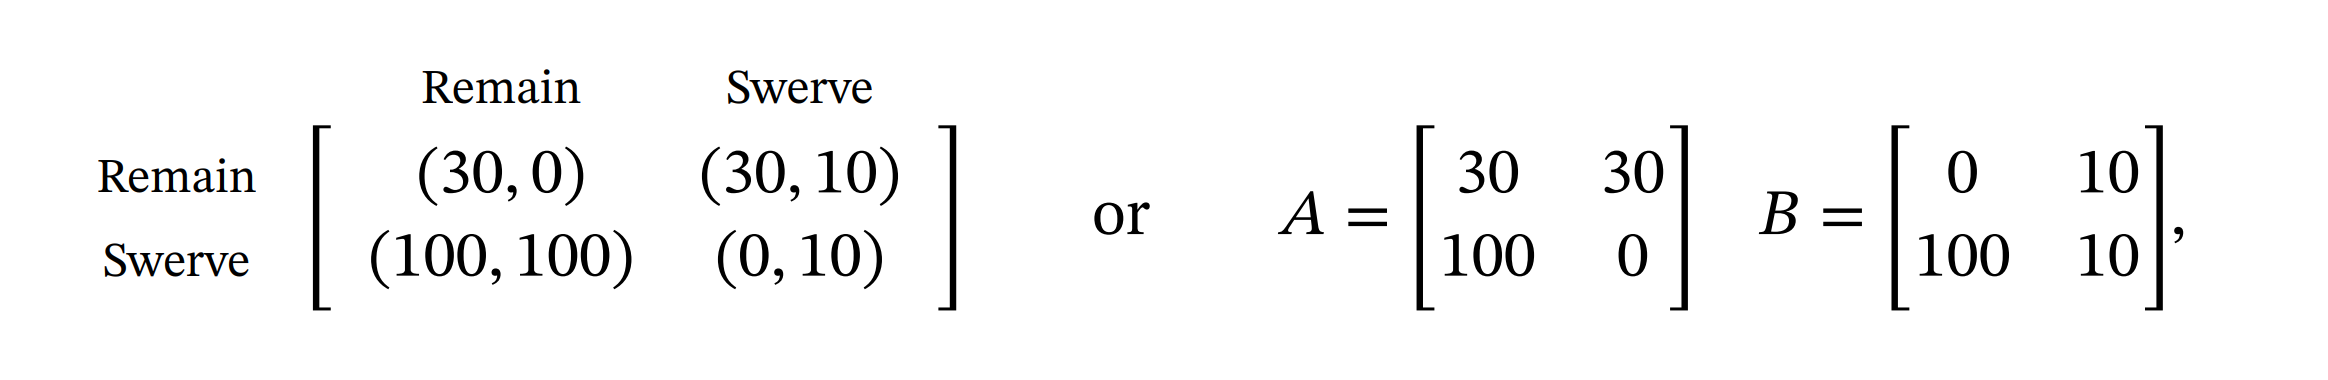 Remain Swerve
Remain (30, 0) (30, 10)
Swerve (100, 100) (0, 10)
or A = [30 30; 100 0] B = [0 10; 100 10],